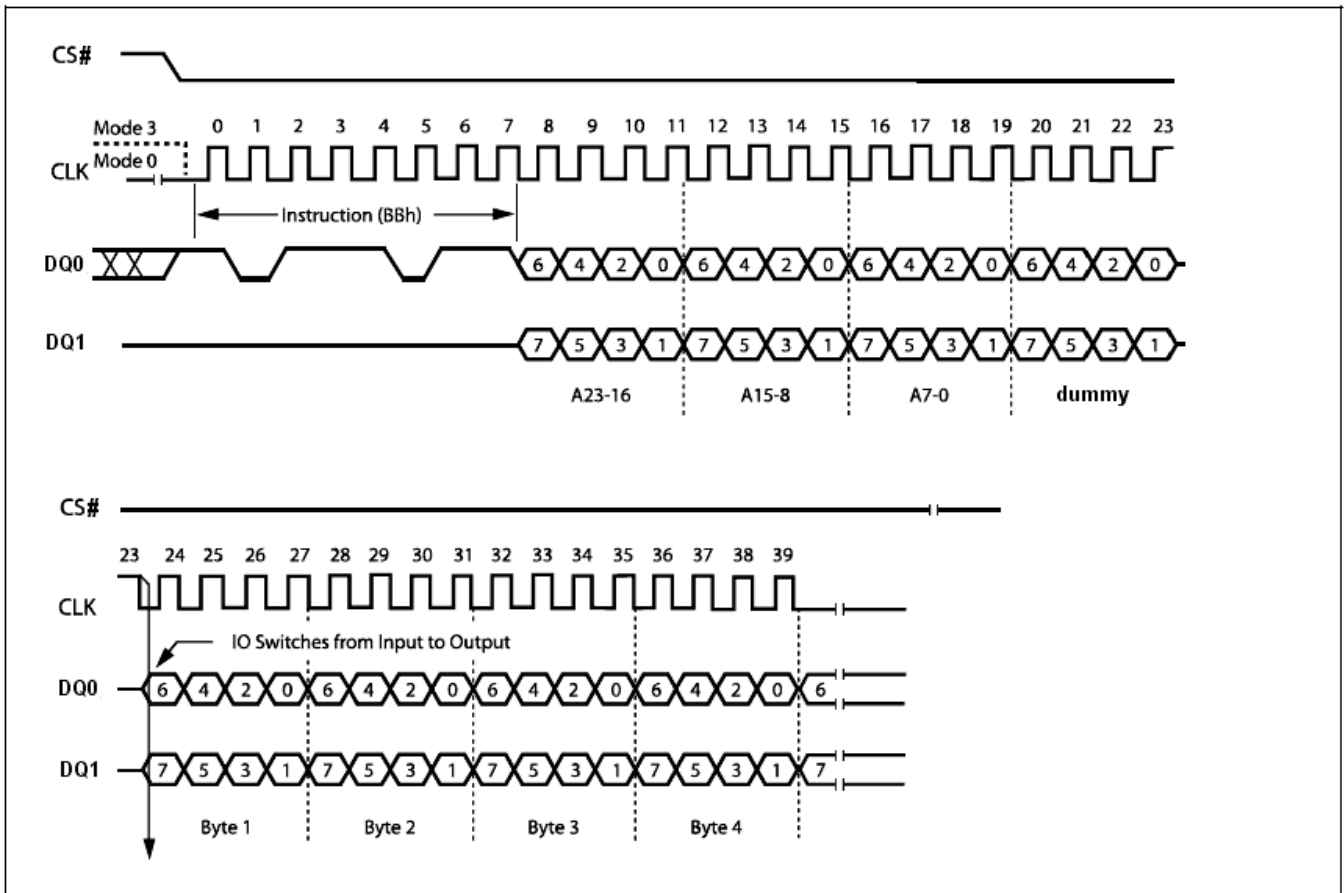 CS#
Mode 3 0 1 2 3 4 5 6 7 8 9 10 11 12 13 14 15 16 17 18 19 20 21 22 23
Mode 0
CLK
Instruction (BBh)
DQ0 6 4 2 0 6 4 2 0 6 4 2 0 6 4 2 0
DQ1 7 5 3 1 7 5 3 1 7 5 3 1 7 5 3 1
A23-16 A15-8 A7-0 dummy
CS#
23 24 25 26 27 28 29 30 31 32 33 34 35 36 37 38 39
CLK
IO Switches from Input to Output
DQ0 6 4 2 0 6 4 2 0 6 4 2 0 6 4 2 0 6
DQ1 7 5 3 1 7 5 3 1 7 5 3 1 7 5 3 1 7
Byte 1 Byte 2 Byte 3 Byte 4